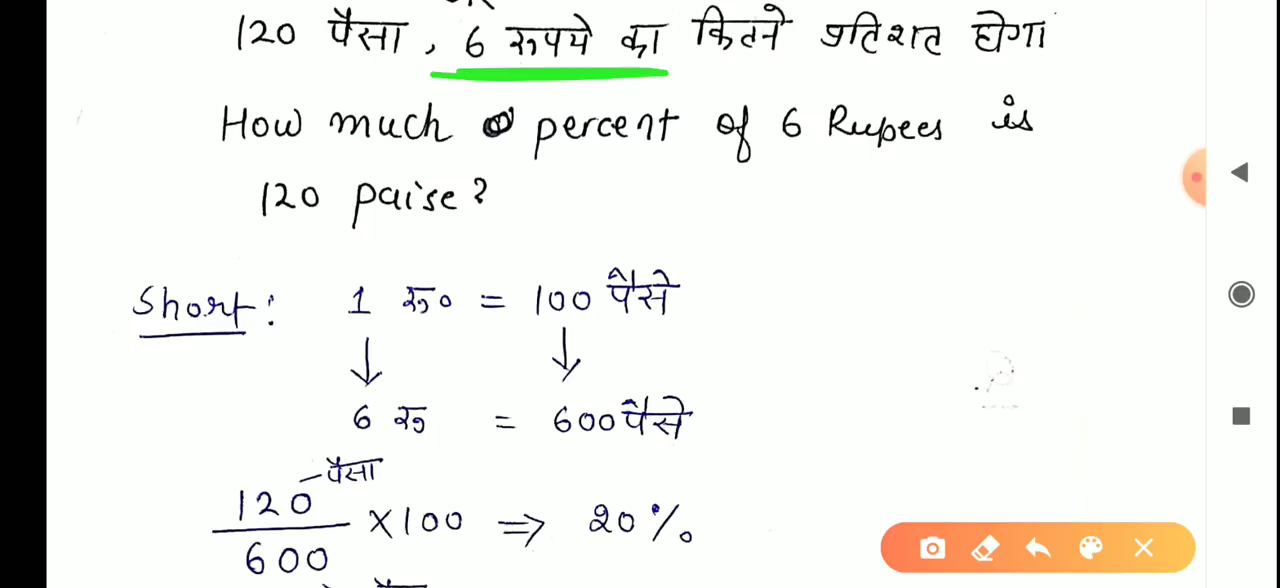 120 पैसा, 6 रुपये का कितने प्रतिशत होगा
How much percent of 6 Rupees is
120 paise?
Short: 1 रु० = 100 पैसे
↓ ↓
6 रु = 600 पैसे
120 पैसा
600 × 100 ⇒ 20%